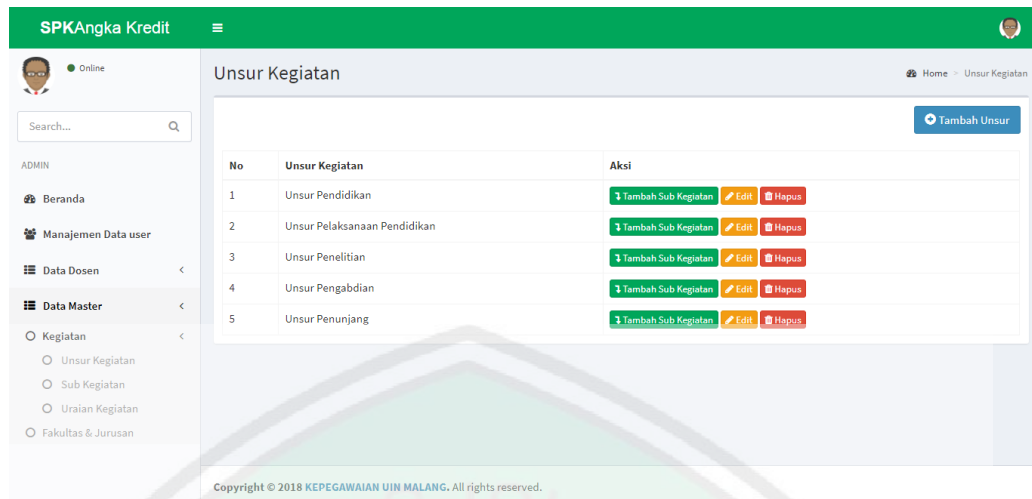 SPKAngka Kredit
Online
Search...
ADMIN
Beranda
Manajemen Data user
Data Dosen
Data Master
Kegiatan
Unsur Kegiatan
Sub Kegiatan
Uraian Kegiatan
Fakultas & Jurusan
Unsur Kegiatan
Home > Unsur Kegiatan
Tambah Unsur
No Unsur Kegiatan Aksi
1 Unsur Pendidikan Tambah Sub Kegiatan Edit Hapus
2 Unsur Pelaksanaan Pendidikan Tambah Sub Kegiatan Edit Hapus
3 Unsur Penelitian Tambah Sub Kegiatan Edit Hapus
4 Unsur Pengabdian Tambah Sub Kegiatan Edit Hapus
5 Unsur Penunjang Tambah Sub Kegiatan Edit Hapus
Copyright © 2018 KEPEGAWAIAN UIN MALANG. All rights reserved.